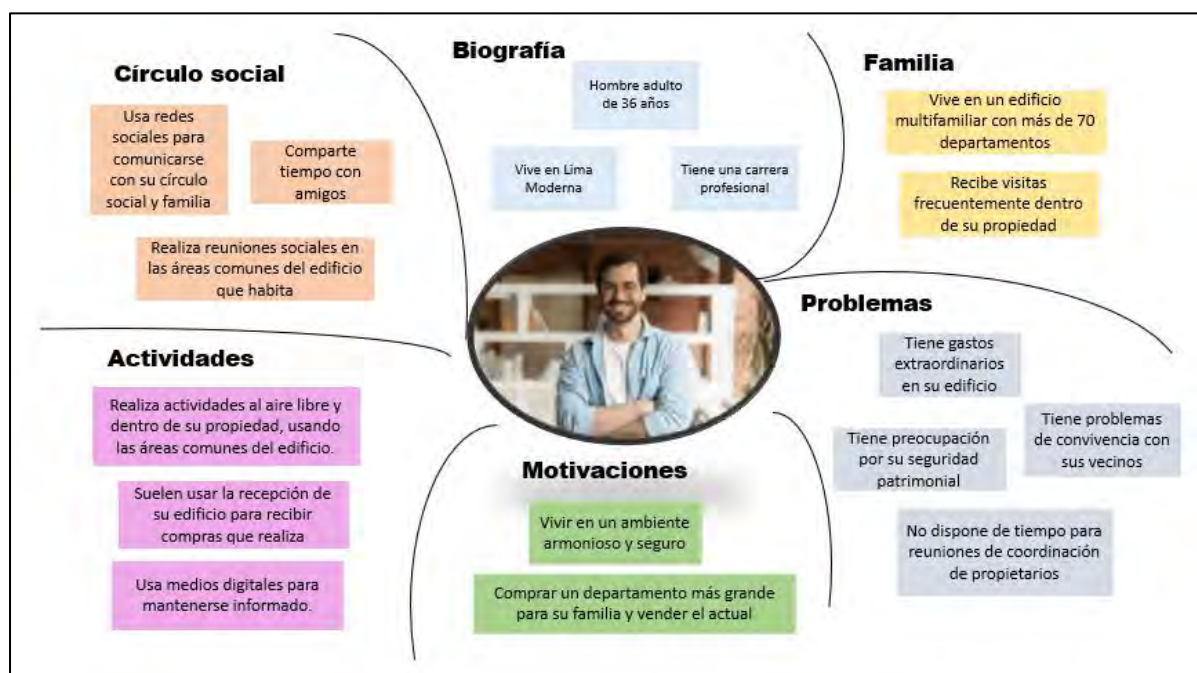 Círculo social
Usa redes
sociales para
comunicarse
con su círculo
social y familia
Comparte
tiempo con
amigos
Realiza reuniones sociales en
las áreas comunes del edificio
que habita
Biografía
Hombre adulto
de 36 años
Vive en Lima
Moderna
Tiene una carrera
profesional
Familia
Vive en un edificio
multifamiliar con más de 70
departamentos
Recibe visitas
frecuentemente dentro
de su propiedad
Actividades
Realiza actividades al aire libre y
dentro de su propiedad, usando
las áreas comunes del edificio.
Suelen usar la recepción de
su edificio para recibir
compras que realiza
Usa medios digitales para
mantenerse informado.
Motivaciones
Vivir en un ambiente
armonioso y seguro
Comprar un departamento más grande
para su familia y vender el actual
Problemas
Tiene gastos
extraordinarios
en su edificio
Tiene problemas
de convivencia con
sus vecinos
Tiene preocupación
por su seguridad
patrimonial
No dispone de tiempo para
reuniones de coordinación
de propietarios